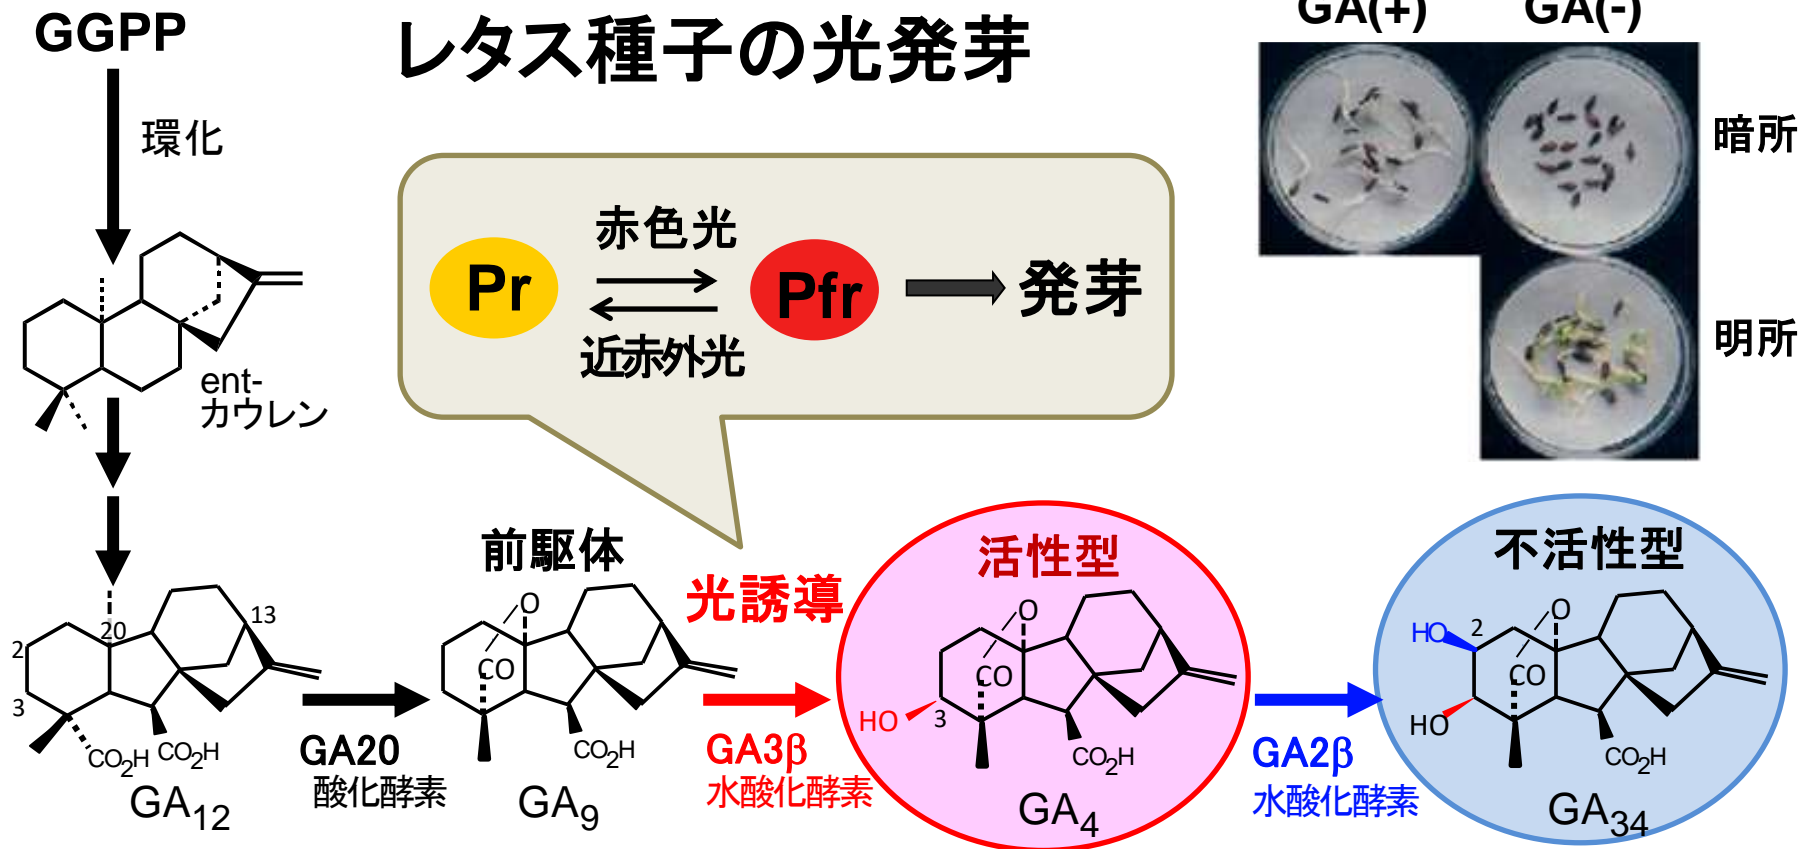 GGPP
レタス種子の光発芽
GA(+)
GA(-)
環化
暗所
赤色光
Pr
Pfr
発芽
近赤外光
明所
ent-
カウレン
前駆体
光誘導
活性型
不活性型
20
13
2
3
CO₂H
CO₂H
GA₁₂
GA20
酸化酵素
O
CO
CO₂H
GA₉
GA3β
水酸化酵素
O
CO
HO
3
CO₂H
GA₄
GA2β
水酸化酵素
HO
2
O
CO
HO
CO₂H
GA₃₄